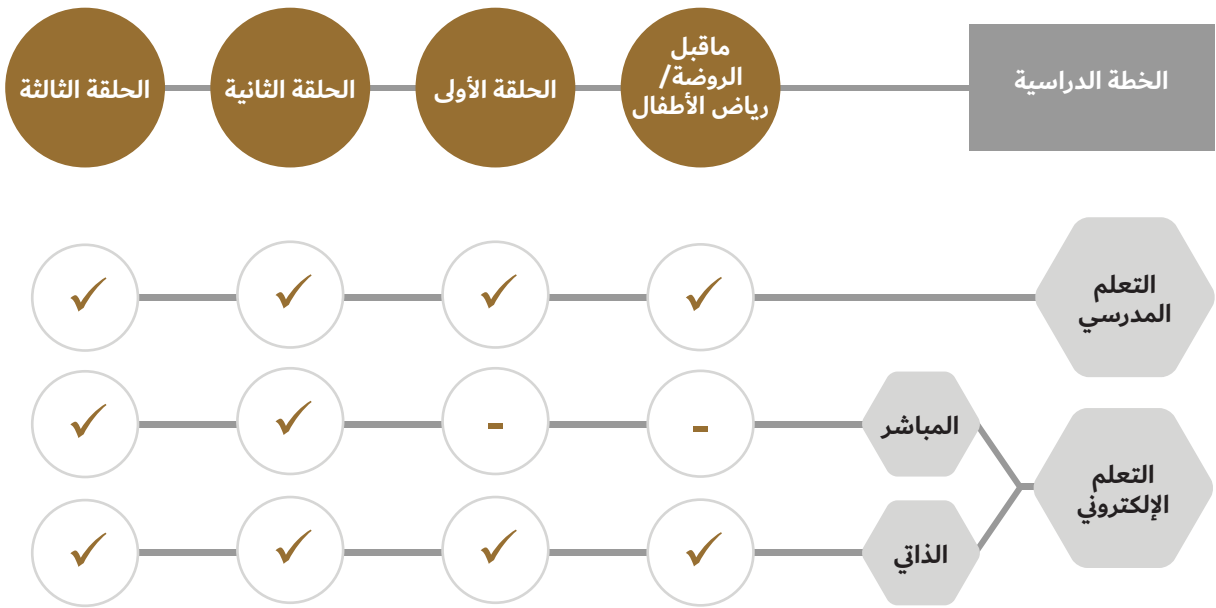 الخطة الدراسية
ماقبل
الروضة/
رياض الأطفال
الحلقة الأولى
الحلقة الثانية
الحلقة الثالثة
التعلم
المدرسي
✓ ✓ ✓ ✓
التعلم
الإلكتروني
المباشر
- - ✓ ✓
الذاتي
✓ ✓ ✓ ✓